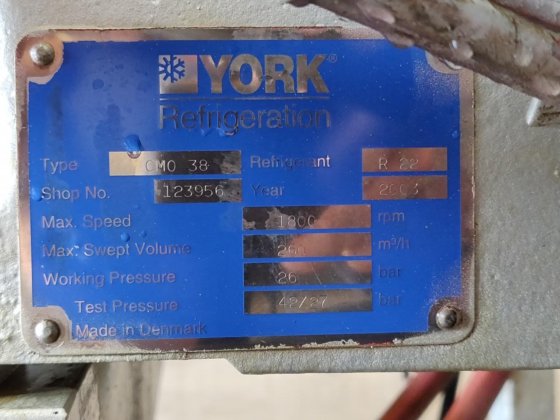 YORK®
Refrigeration
Type CMO 38 Refrigerant R 22
Shop No. 123956 Year 2003
Max. Speed 1800 rpm
Max. Swept Volume m³/h
Working Pressure 26 bar
Test Pressure 42/27 bar
Made in Denmark